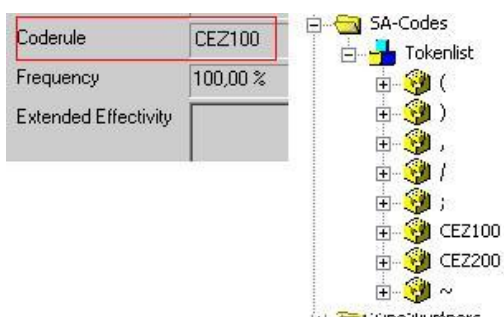 Coderule CEZ100
Frequency 100,00 %
Extended Effectivity
SA-Codes
Tokenlist
(
)
,
/
;
CEZ100
CEZ200
~